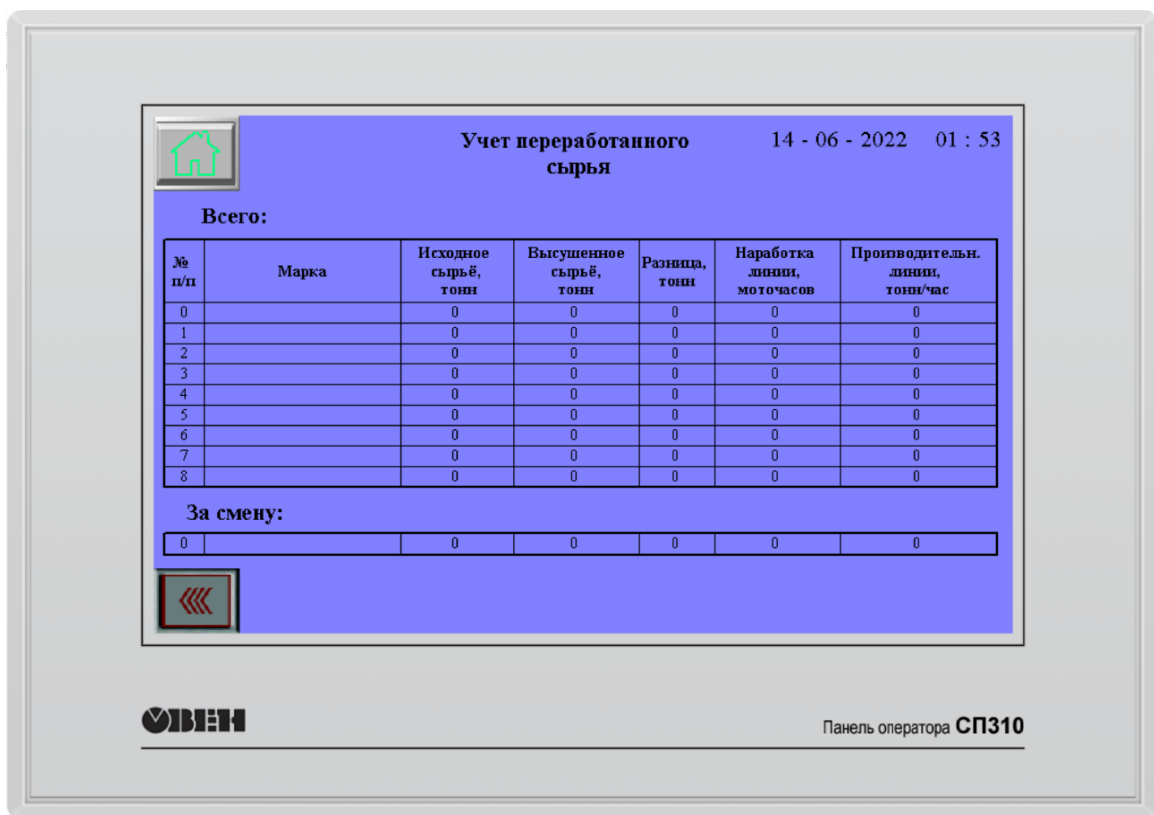 Учет переработанного
сырья
14 - 06 - 2022 01 : 53
Всего:
№ п/п Марка Исходное сырьё, тонн Высушенное сырьё, тонн Разница, тонн Наработка линии, моточасов Производительн. линии, тонн/час
0 0 0 0 0 0
1 0 0 0 0 0
2 0 0 0 0 0
3 0 0 0 0 0
4 0 0 0 0 0
5 0 0 0 0 0
6 0 0 0 0 0
7 0 0 0 0 0
8 0 0 0 0 0
За смену:
0 0 0 0 0 0
ОВЕН
Панель оператора СП310